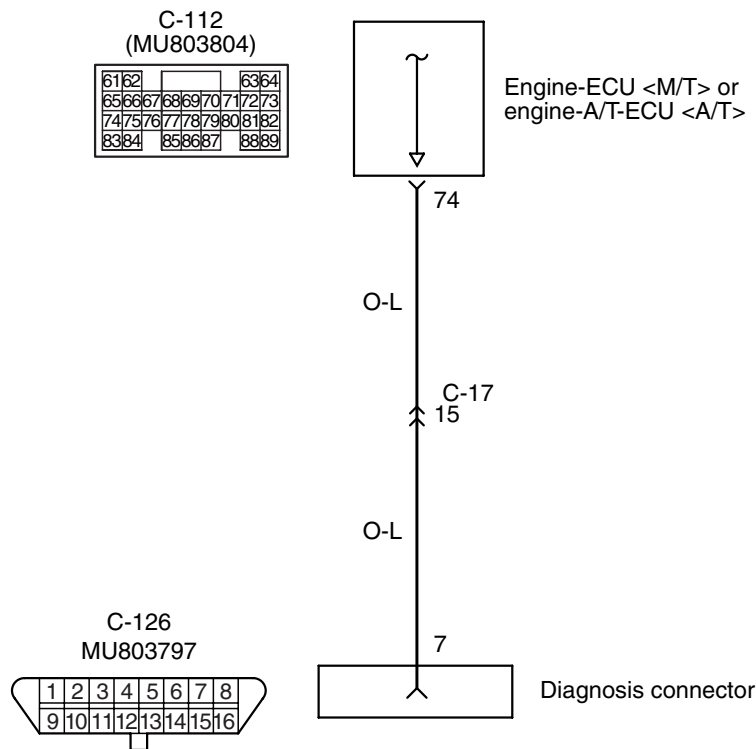 C-112
(MU803804)
61 62 63 64
65 66 67 68 69 70 71 72 73
74 75 76 77 78 79 80 81 82
83 84 85 86 87 88 89
Engine-ECU <M/T> or
engine-A/T-ECU <A/T>
74
O-L
C-17
15
O-L
7
C-126
MU803797
1 2 3 4 5 6 7 8
9 10 11 12 13 14 15 16
Diagnosis connector